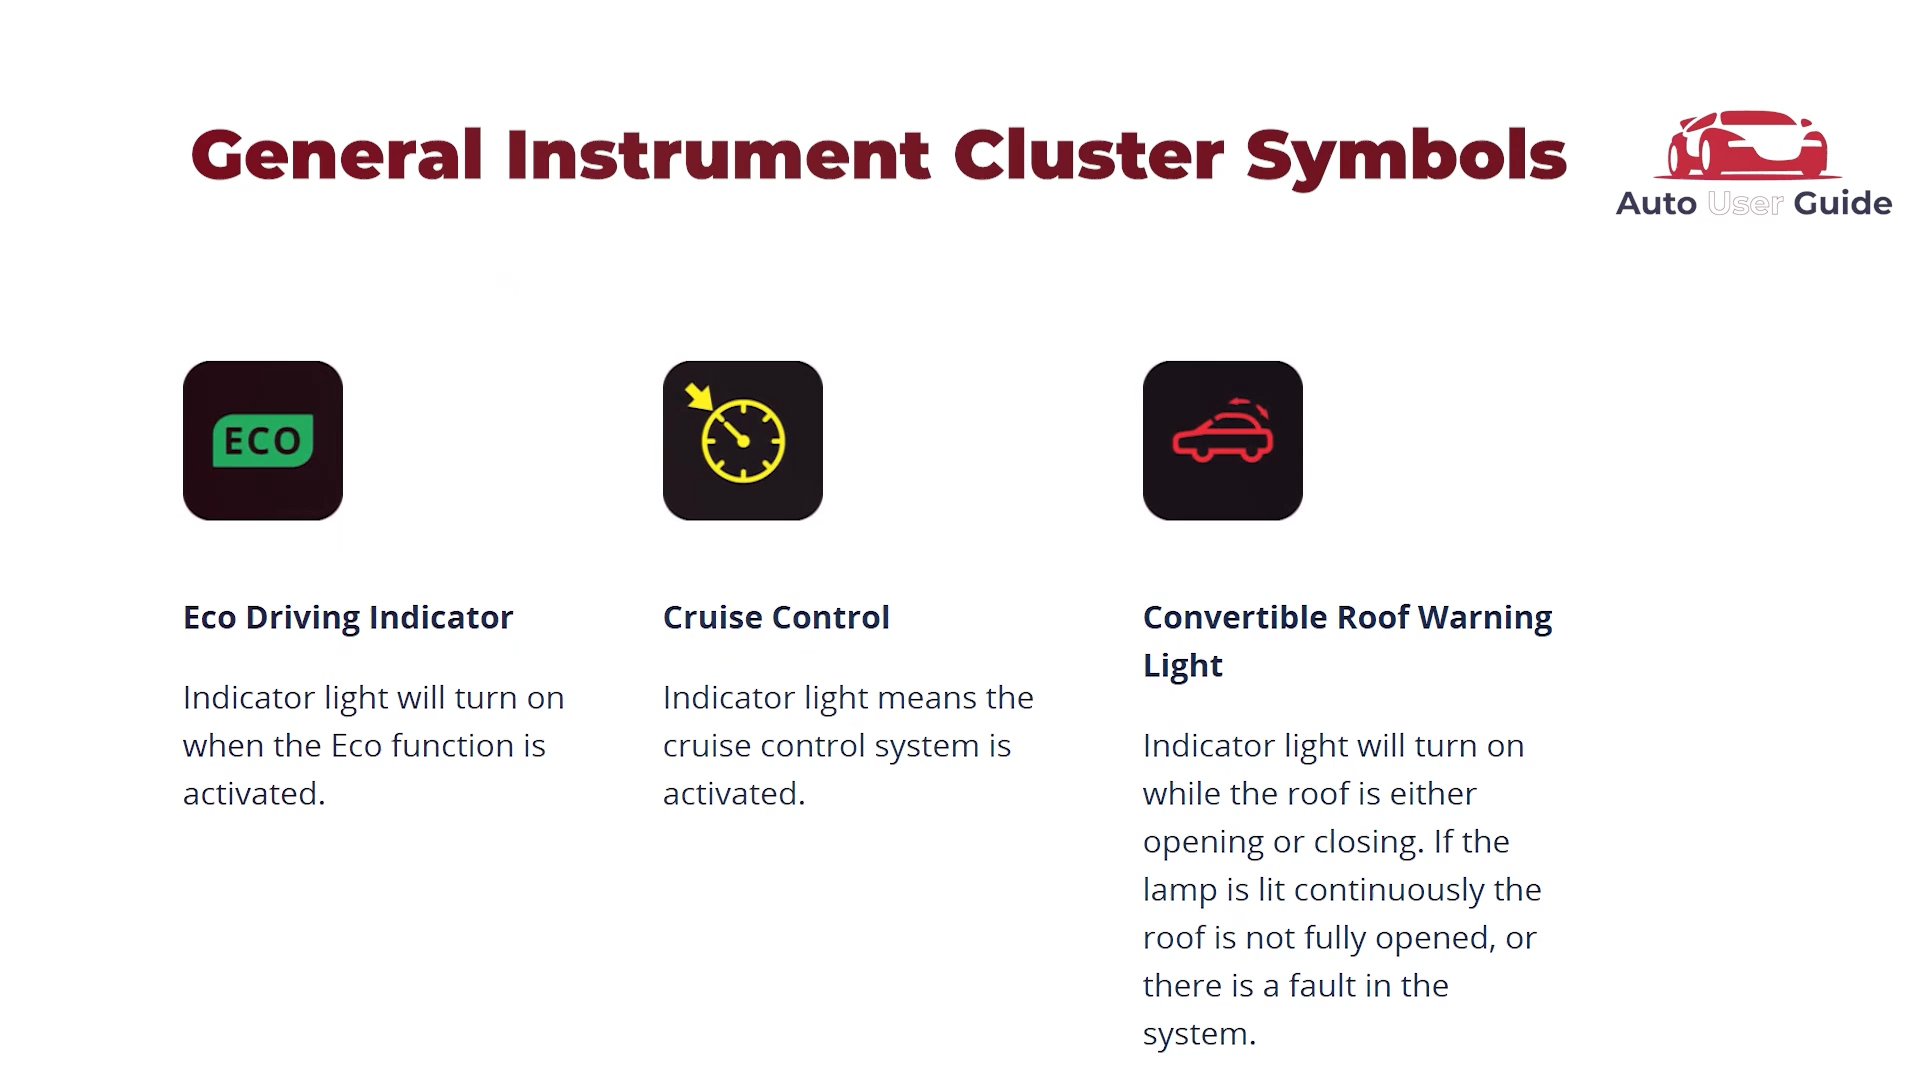 General Instrument Cluster Symbols
Auto User Guide
ECO
Eco Driving Indicator
Indicator light will turn on
when the Eco function is
activated.
Cruise Control
Indicator light means the
cruise control system is
activated.
Convertible Roof Warning
Light
Indicator light will turn on
while the roof is either
opening or closing. If the
lamp is lit continuously the
roof is not fully opened, or
there is a fault in the
system.